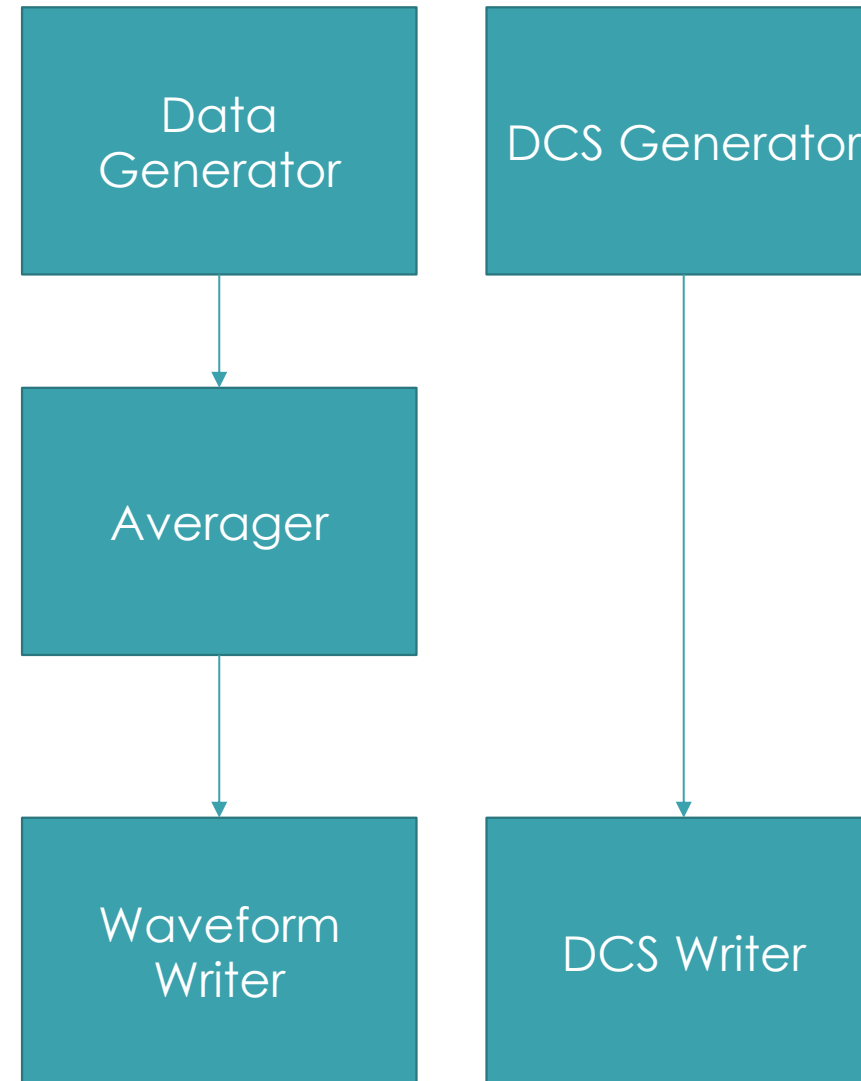 Data
Generator
DCS Generator
Averager
Waveform
Writer
DCS Writer